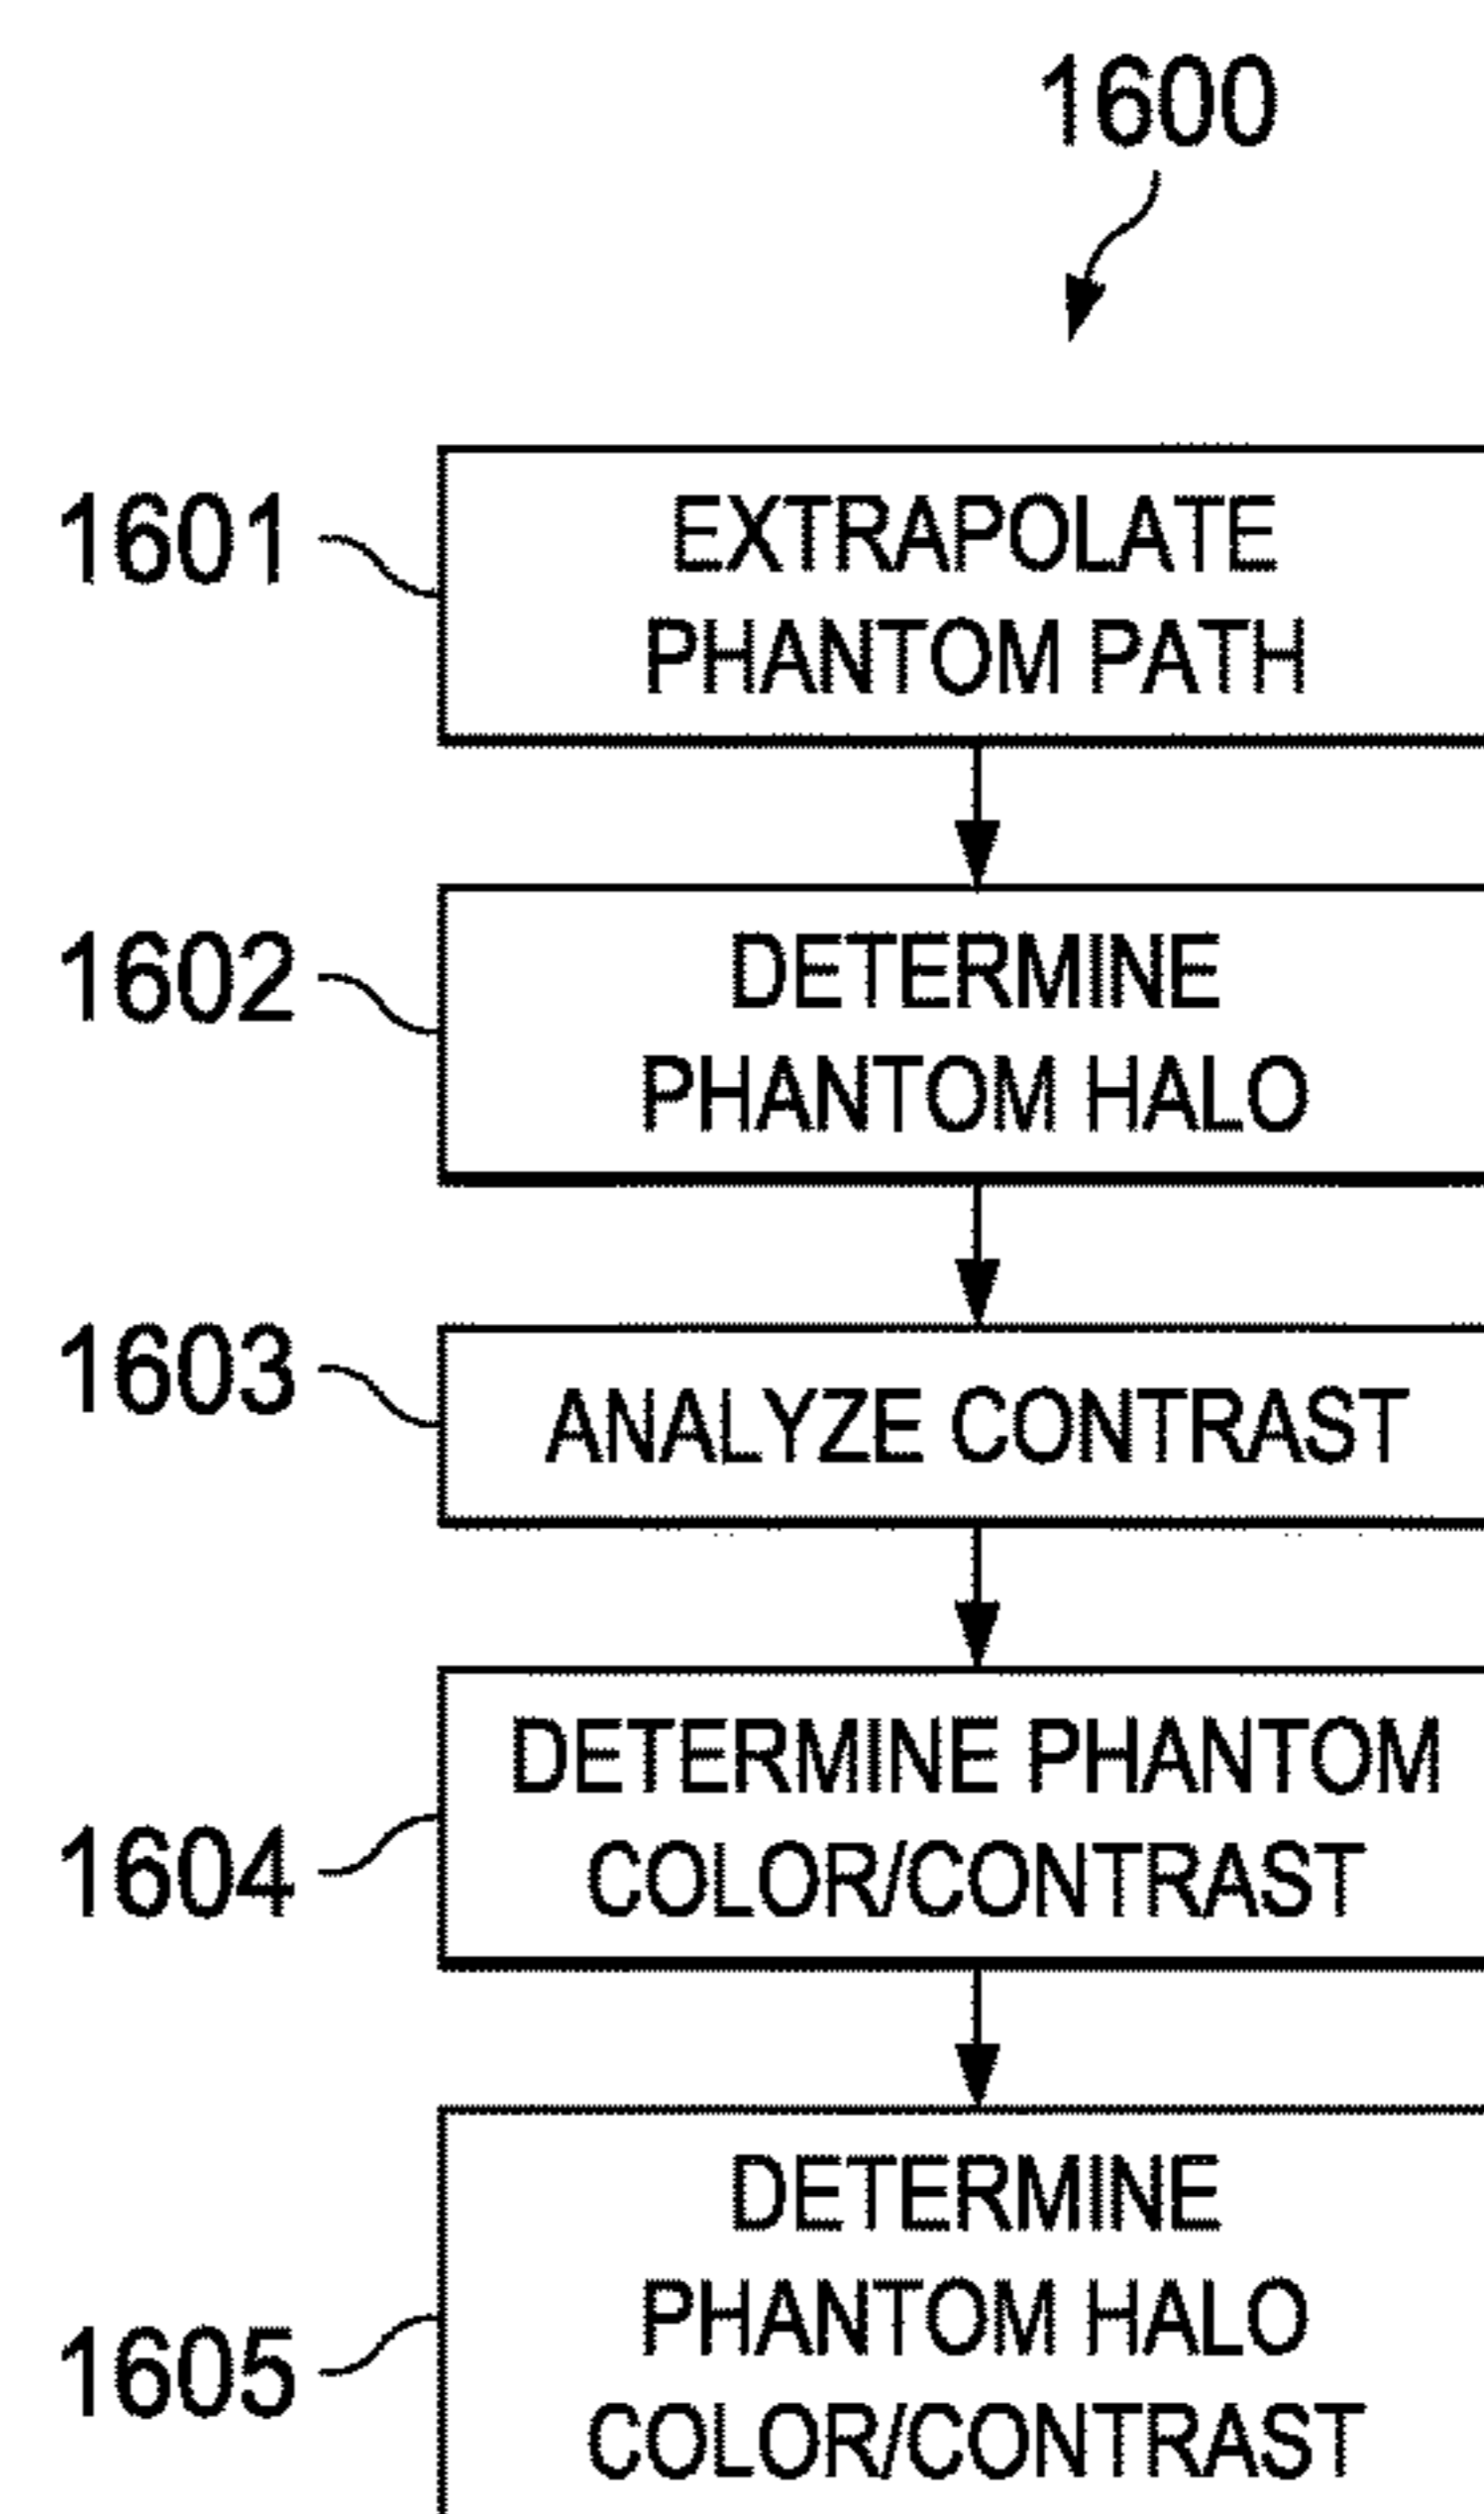 1600
1601
EXTRAPOLATE
PHANTOM PATH
1602
DETERMINE
PHANTOM HALO
1603
ANALYZE CONTRAST
1604
DETERMINE PHANTOM
COLOR/CONTRAST
1605
DETERMINE
PHANTOM HALO
COLOR/CONTRAST